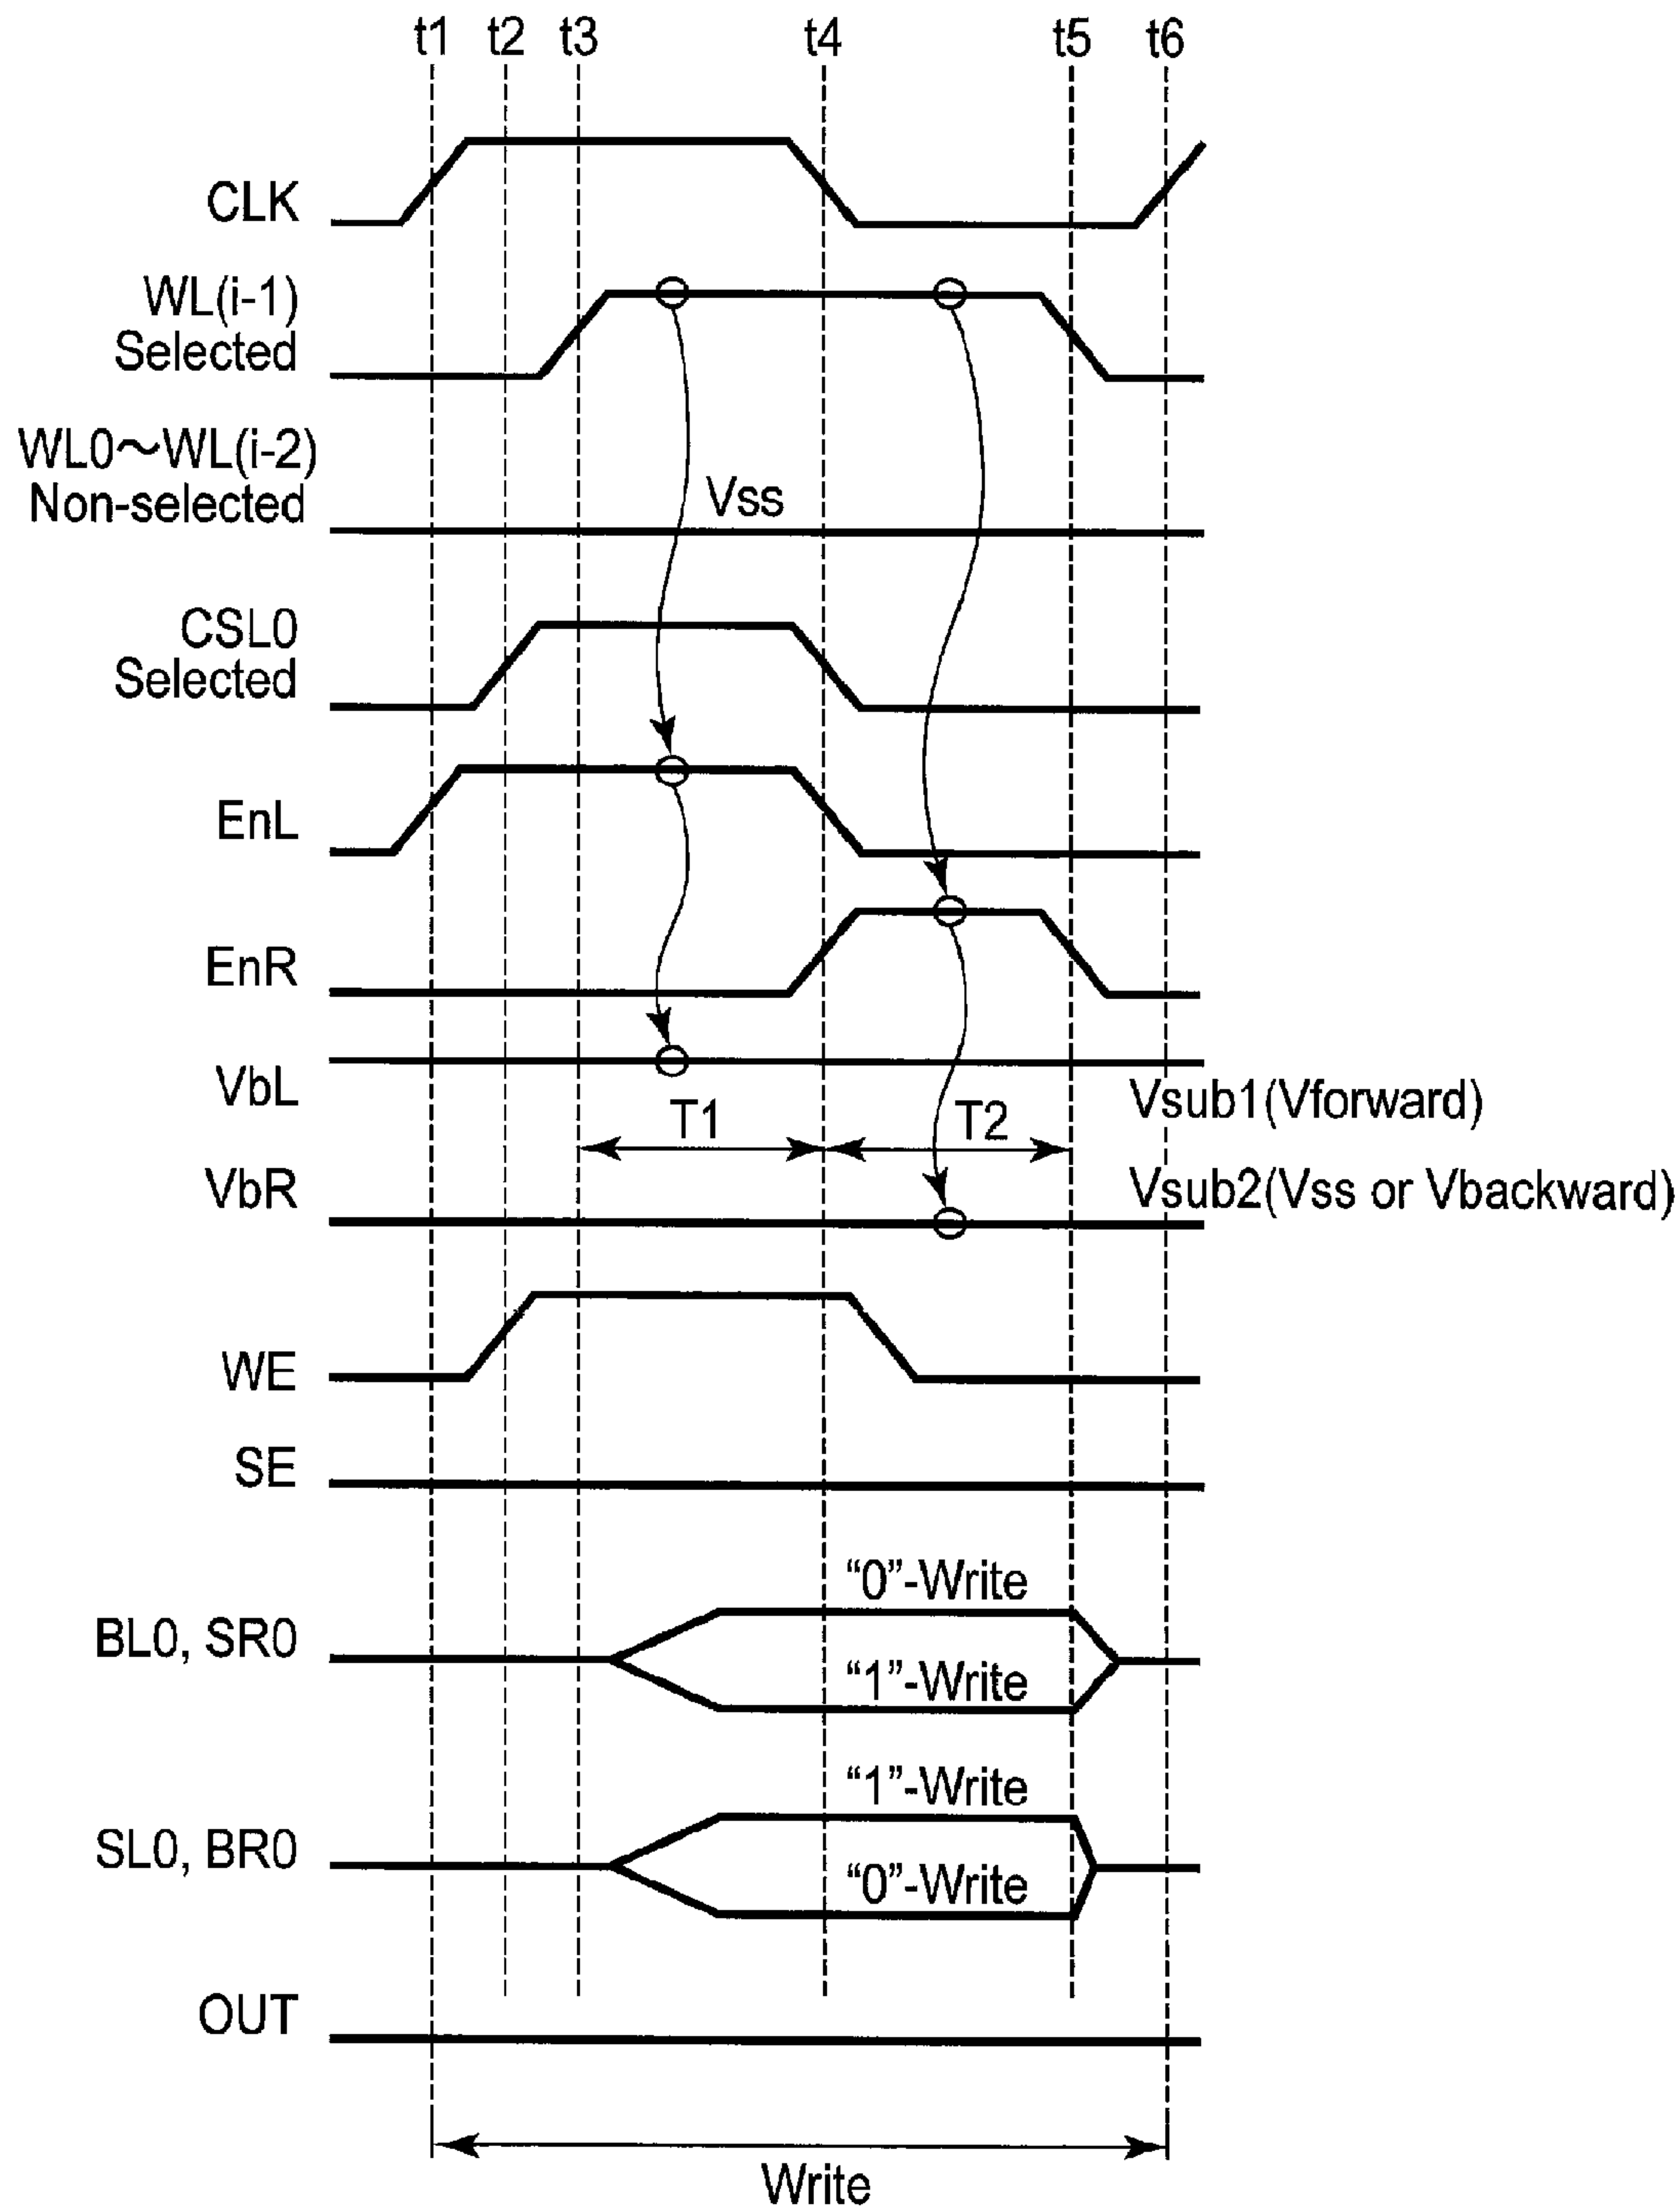 t1 t2 t3 t4 t5 t6
CLK
WL(i-1)
Selected
WL0～WL(i-2)
Non-selected
Vss
CSL0
Selected
EnL
EnR
VbL
Vsub1(Vforward)
T1 T2
VbR
Vsub2(Vss or Vbackward)
WE
SE
“0”-Write
BL0, SR0
“1”-Write
“1”-Write
SL0, BR0
“0”-Write
OUT
Write